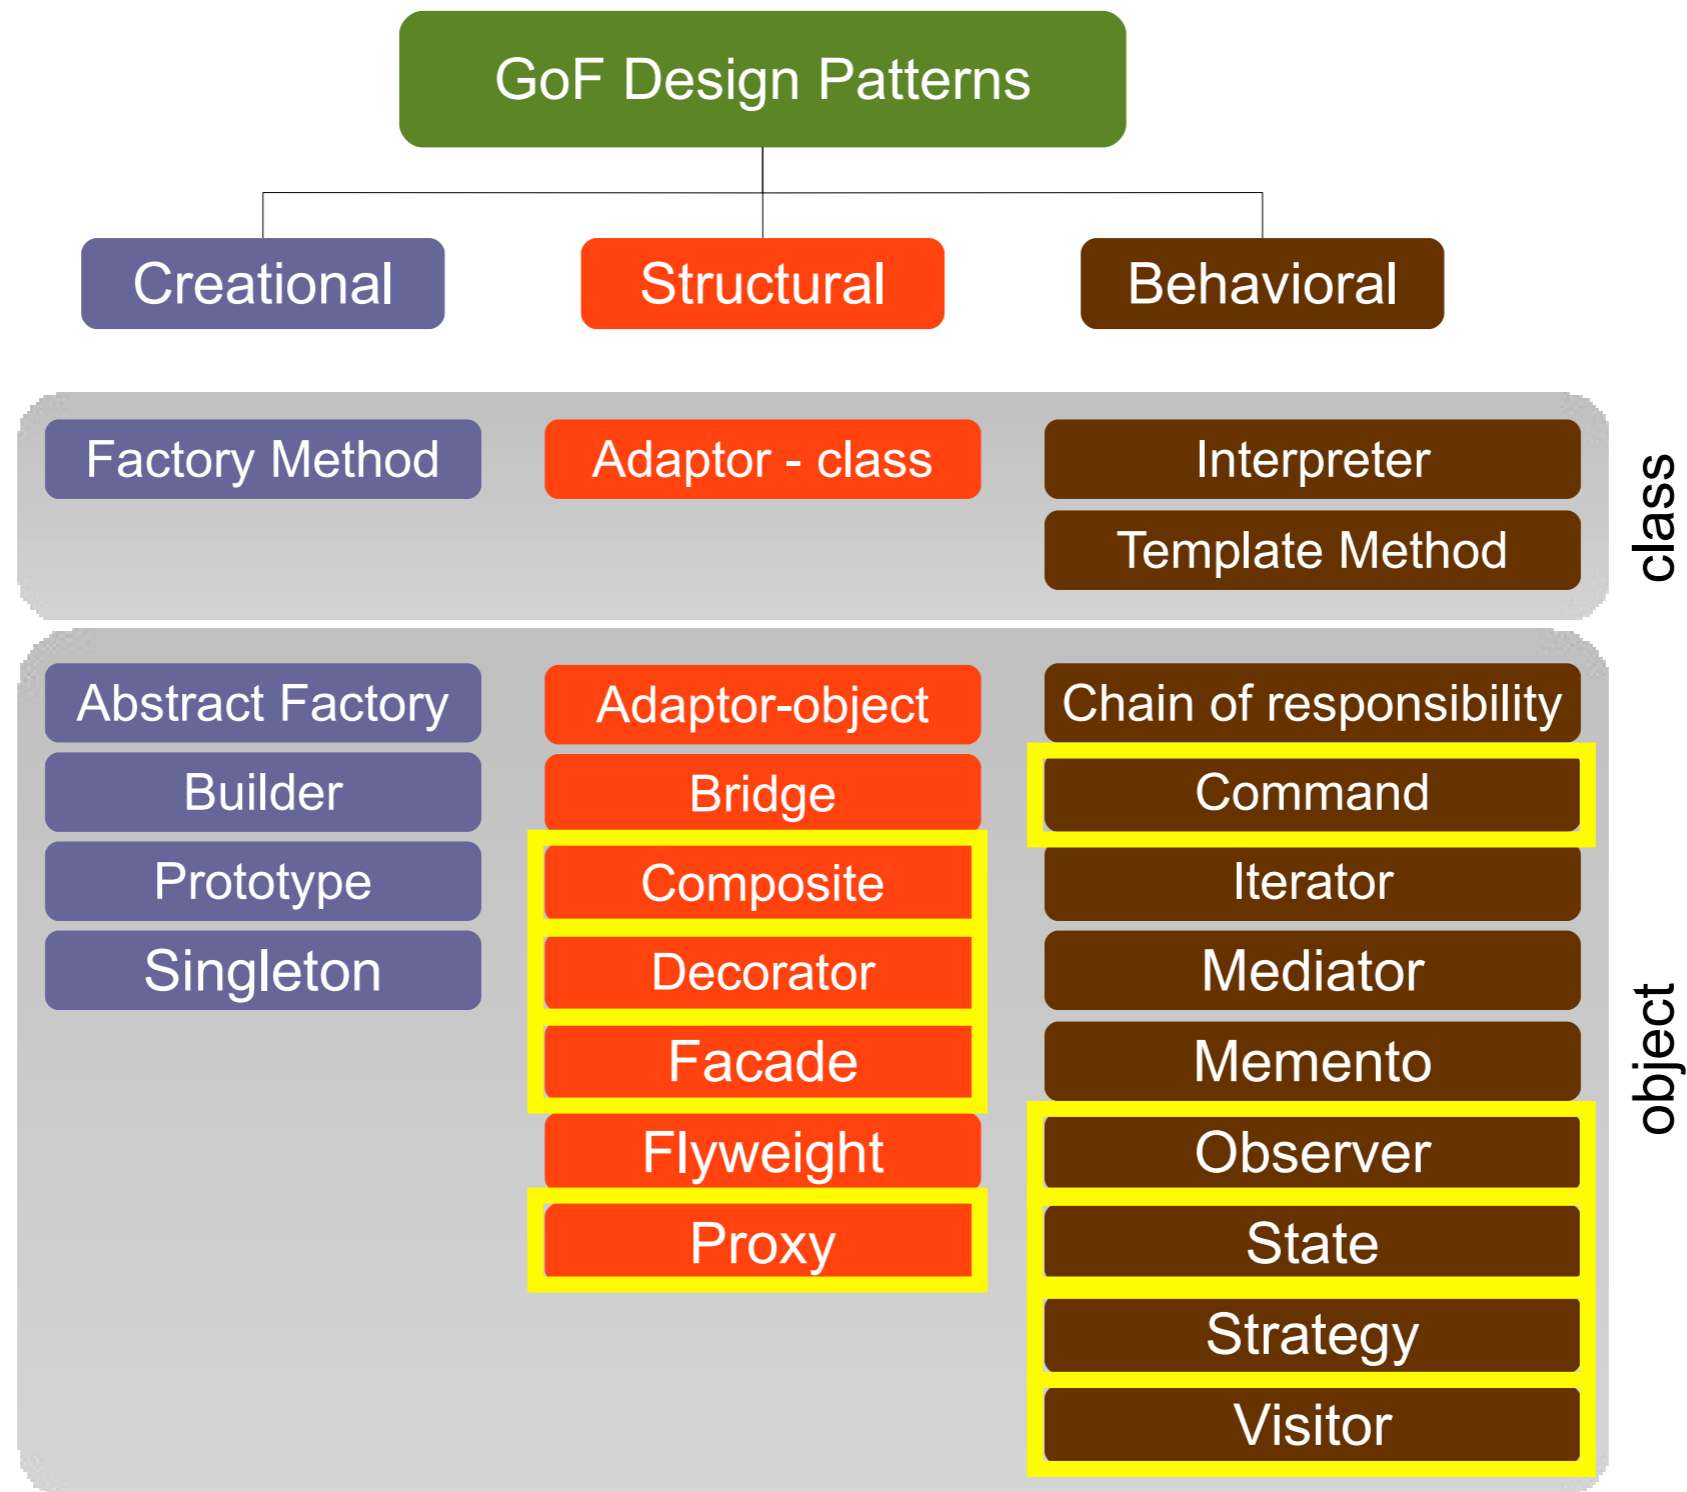 GoF Design Patterns
Creational
Structural
Behavioral
Factory Method
Adaptor - class
Interpreter
Template Method
class
Abstract Factory
Builder
Prototype
Singleton
Adaptor-object
Bridge
Composite
Decorator
Facade
Flyweight
Proxy
Chain of responsibility
Command
Iterator
Mediator
Memento
Observer
State
Strategy
Visitor
object